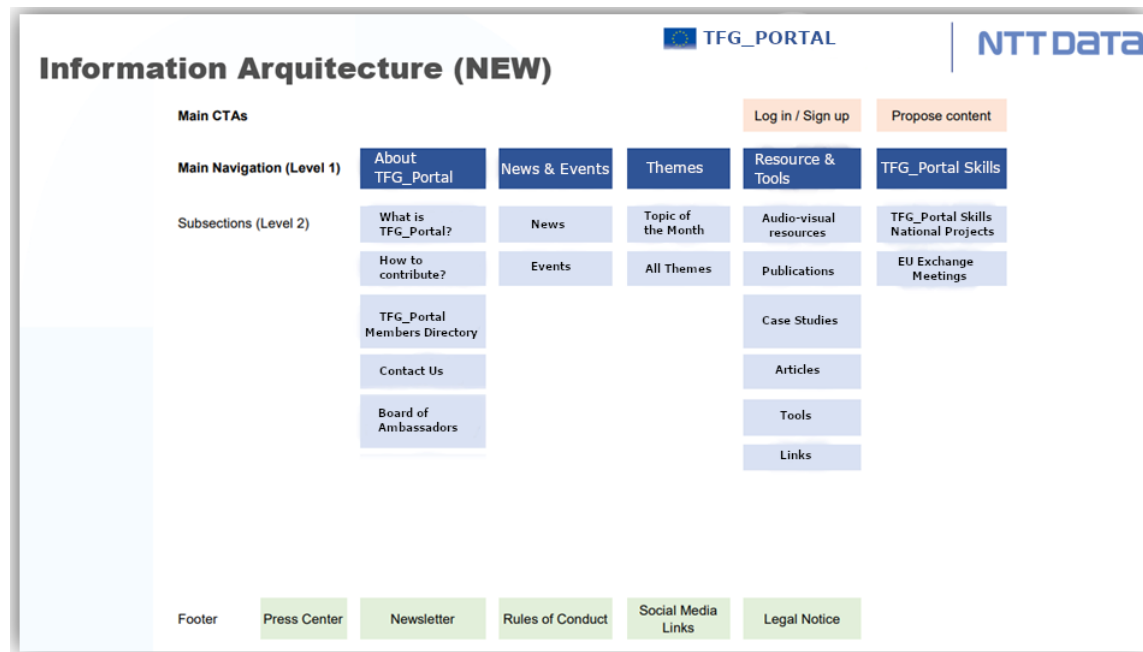 TFG_PORTAL
NTT DATA
Information Arquitecture (NEW)
Main CTAs
Log in / Sign up
Propose content
Main Navigation (Level 1)
About
TFG_Portal
News & Events
Themes
Resource &
Tools
TFG_Portal Skills
Subsections (Level 2)
What is
TFG_Portal?
News
Topic of
the Month
Audio-visual
resources
TFG_Portal Skills
National Projects
How to
contribute?
Events
All Themes
Publications
EU Exchange
Meetings
TFG_Portal
Members Directory
Case Studies
Contact Us
Articles
Board of
Ambassadors
Tools
Links
Footer
Press Center
Newsletter
Rules of Conduct
Social Media
Links
Legal Notice